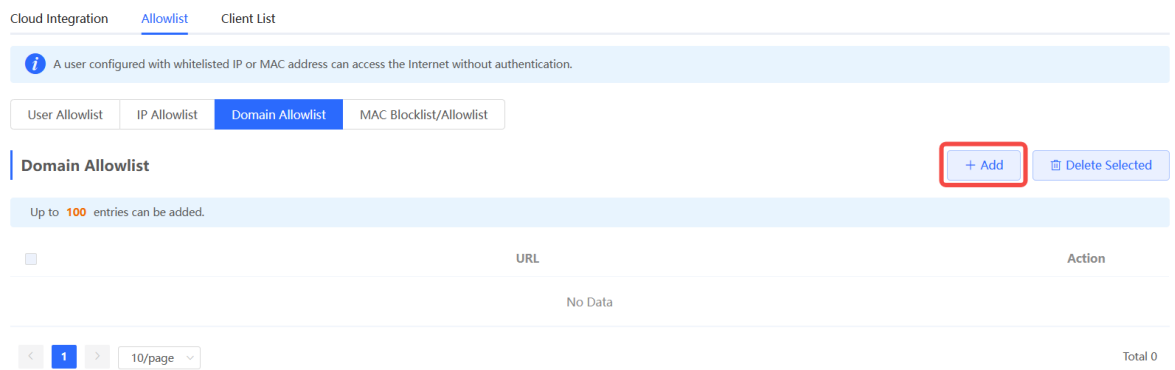 Cloud Integration Allowlist Client List
A user configured with whitelisted IP or MAC address can access the Internet without authentication.
User Allowlist IP Allowlist Domain Allowlist MAC Blocklist/Allowlist
Domain Allowlist + Add Delete Selected
Up to 100 entries can be added.
URL Action
No Data
< 1 > 10/page Total 0